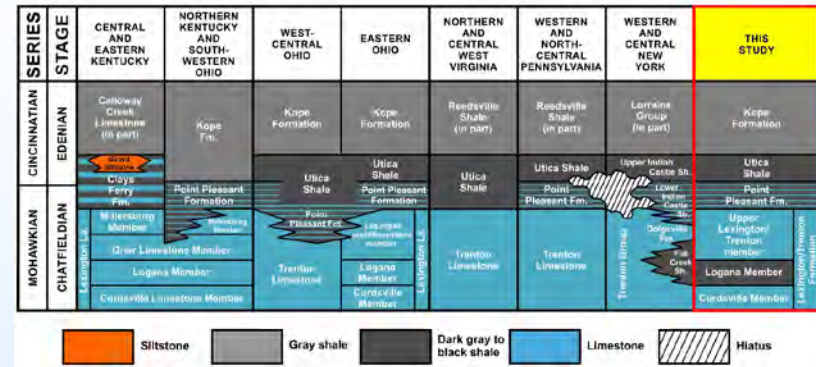 SERIES
STAGE
CENTRAL
AND
EASTERN
KENTUCKY
NORTHERN
KENTUCKY
AND
SOUTH-
WESTERN
OHIO
WEST-
CENTRAL
OHIO
EASTERN
OHIO
NORTHERN
AND
CENTRAL
WEST
VIRGINIA
WESTERN
AND
NORTH-
CENTRAL
PENNSYLVANIA
WESTERN
AND
CENTRAL
NEW
YORK
THIS
STUDY
CINCINNATIAN
EDENIAN
MOHAWKIAN
CHATFIELDIAN
Calloway
Creek
Limestone
(in part)
Clays
Ferry
Fm.
Millersburg
Member
Lexington Ls.
Grier Limestone Member
Logana Member
Curdsville Limestone Member
Kope
Fm.
Point Pleasant
Formation
Millersburg
Member
Kope
Formation
Utica
Shale
Point
Pleasant Fm.
Trenton
Limestone
Kope
Formation
Utica
Shale
Point Pleasant
Formation
Lexington
member
Logana
Member
Curdsville
Member
Lexington Ls.
Reedsville
Shale
(in part)
Utica
Shale
Trenton
Limestone
Reedsville
Shale
(in part)
Utica Shale
Point
Pleasant Fm.
Trenton
Limestone
Lorraine
Group
(in part)
Upper Indian
Castle Sh.
Lower
Indian
Castle
Sh.
Dolgeville
Fm.
Flat
Creek
Sh.
Trenton Group
Kope
Formation
Utica
Shale
Point
Pleasant Fm.
Upper
Lexington/
Trenton
member
Logana Member
Curdsville Member
Lexington/Trenton
Formation
Siltstone
Gray shale
Dark gray to
black shale
Limestone
Hiatus